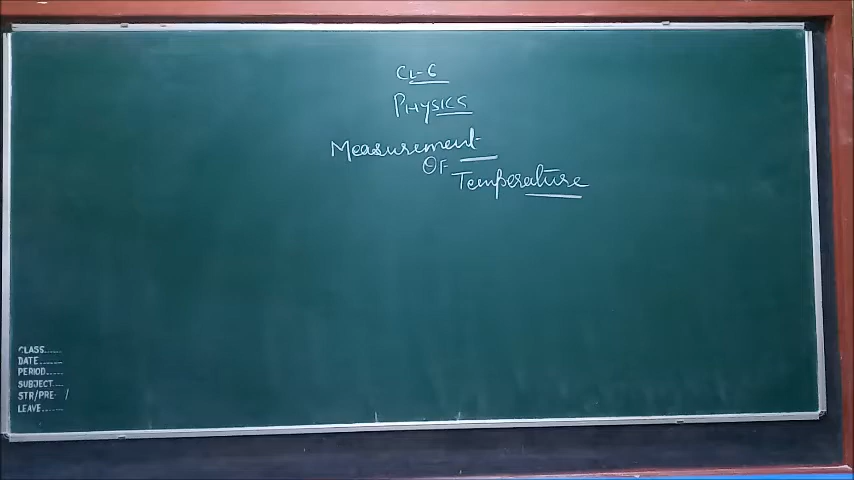 CL-6
PHYSICS
Measurement
OF
Temperature
CLASS......
DATE.......
PERIOD.....
SUBJECT....
STR/PRE /
LEAVE.......